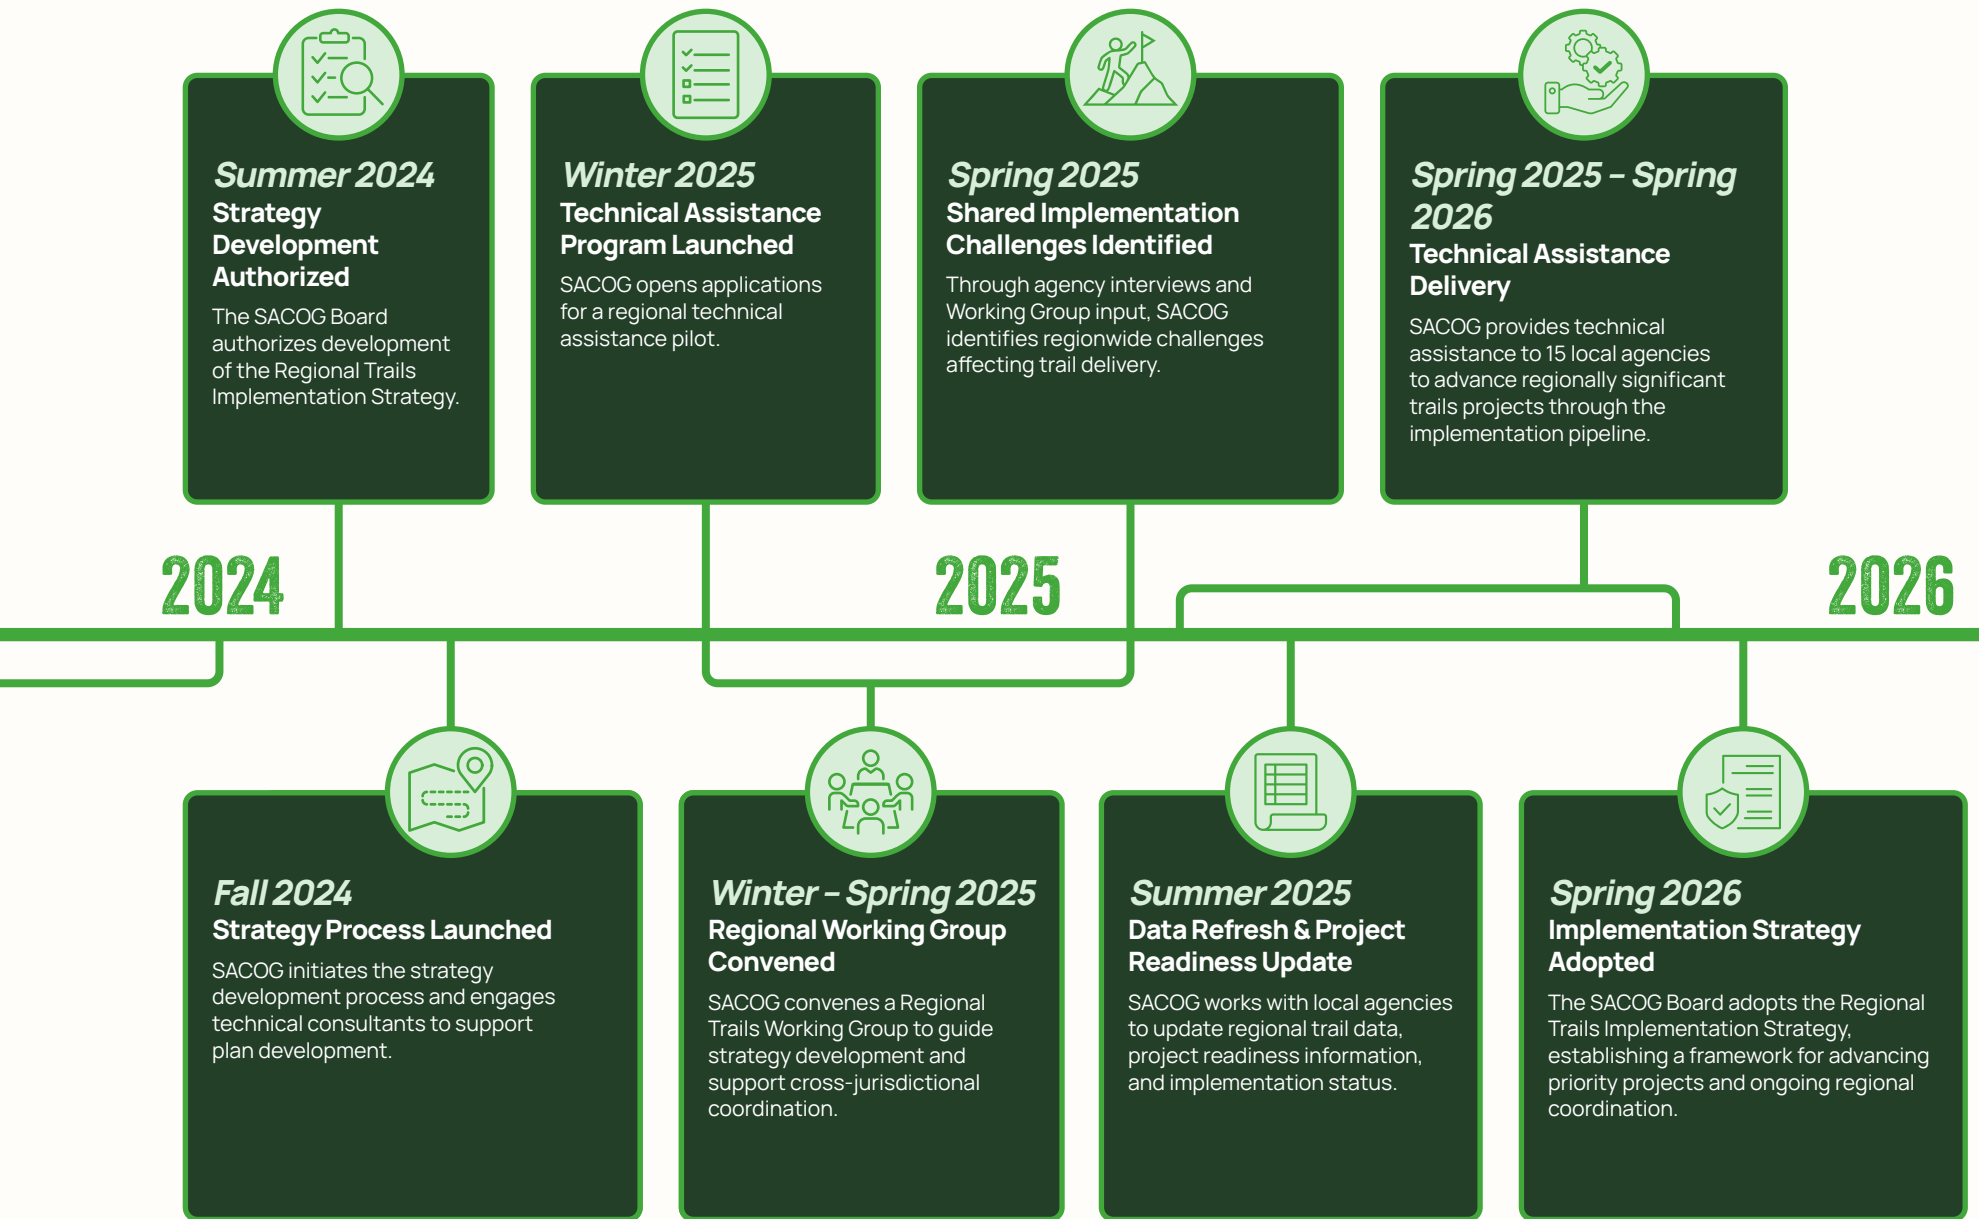 Summer 2024
Strategy
Development
Authorized
The SACOG Board
authorizes development
of the Regional Trails
Implementation Strategy.
Winter 2025
Technical Assistance
Program Launched
SACOG opens applications
for a regional technical
assistance pilot.
Spring 2025
Shared Implementation
Challenges Identified
Through agency interviews and
Working Group input, SACOG
identifies regionwide challenges
affecting trail delivery.
Spring 2025 – Spring
2026
Technical Assistance
Delivery
SACOG provides technical
assistance to 15 local agencies
to advance regionally significant
trails projects through the
implementation pipeline.
2024
2025
2026
Fall 2024
Strategy Process Launched
SACOG initiates the strategy
development process and engages
technical consultants to support
plan development.
Winter – Spring 2025
Regional Working Group
Convened
SACOG convenes a Regional
Trails Working Group to guide
strategy development and
support cross-jurisdictional
coordination.
Summer 2025
Data Refresh & Project
Readiness Update
SACOG works with local agencies
to update regional trail data,
project readiness information,
and implementation status.
Spring 2026
Implementation Strategy
Adopted
The SACOG Board adopts the Regional
Trails Implementation Strategy,
establishing a framework for advancing
priority projects and ongoing regional
coordination.